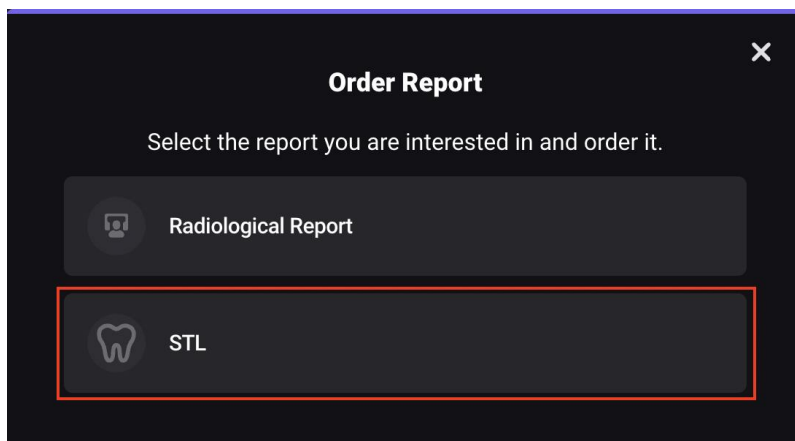 Order Report
Select the report you are interested in and order it.
Radiological Report
STL